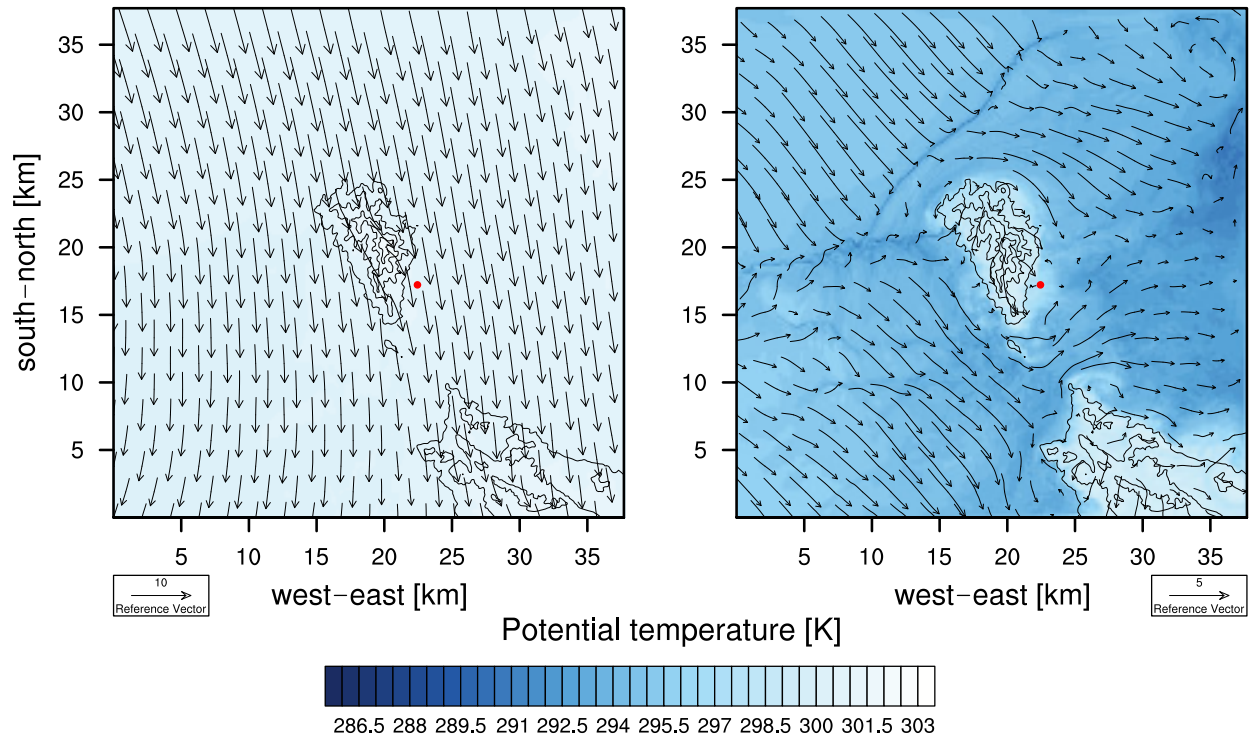 35
30
25
20
15
10
5
south−north [km]
5 10 15 20 25 30 35
west−east [km]
10
Reference Vector
35
30
25
20
15
10
5
5 10 15 20 25 30 35
west−east [km]
5
Reference Vector
Potential temperature [K]
286.5 288 289.5 291 292.5 294 295.5 297 298.5 300 301.5 303